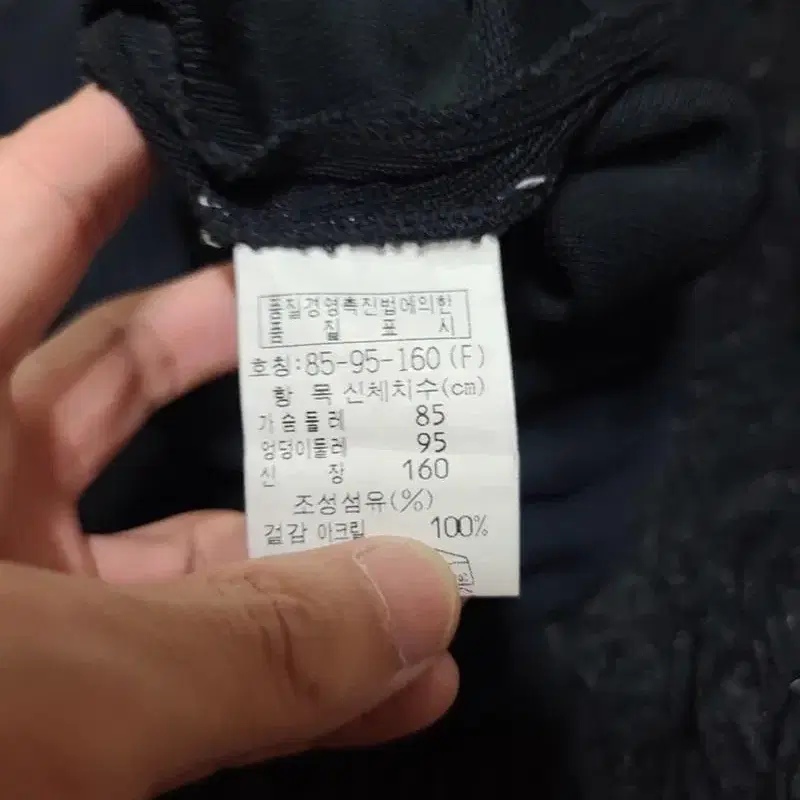 품질경영촉진법에의한
품 질 표 시
호칭:85-95-160(F)
항 목 신체치수(cm)
가슴둘레 85
엉덩이둘레 95
신 장 160
조성섬유(%)
겉감 아크릴 100%